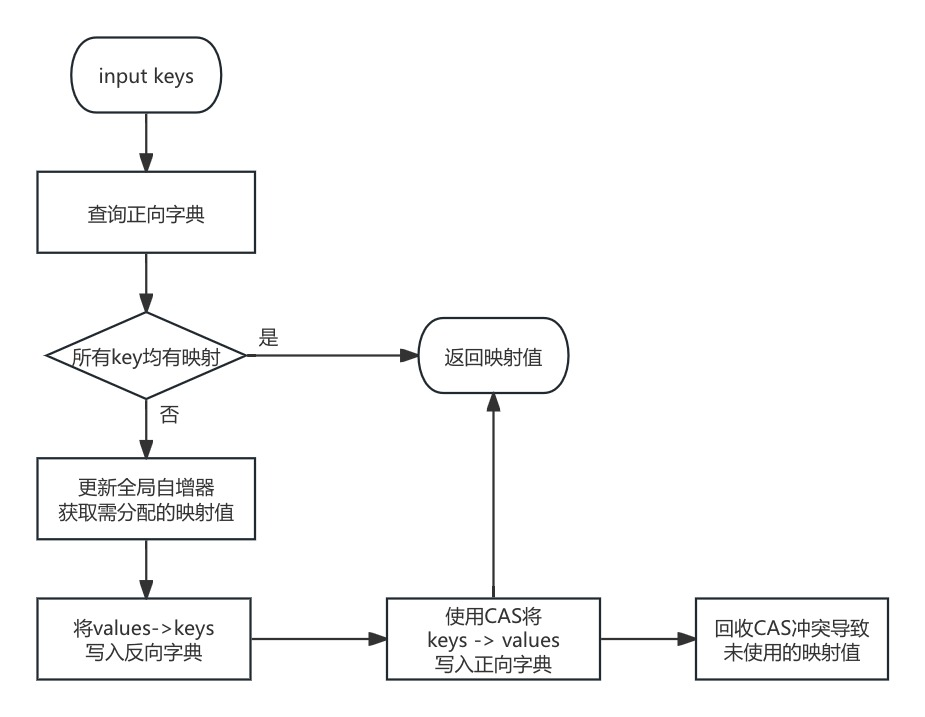 input keys
查询正向字典
所有key均有映射
是
返回映射值
否
更新全局自增器
获取需分配的映射值
将values->keys
写入反向字典
使用CAS将
keys -> values
写入正向字典
回收CAS冲突导致
未使用的映射值